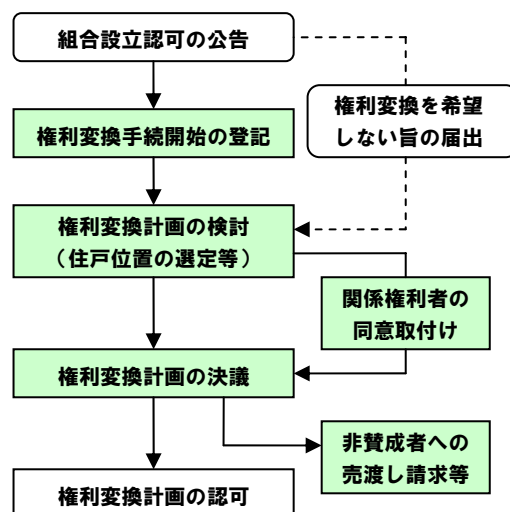 組合設立認可の公告
権利変換を希望
しない旨の届出
権利変換手続開始の登記
権利変換計画の検討
（住戸位置の選定等）
関係権利者の
同意取付け
権利変換計画の決議
非賛成者への
売渡し請求等
権利変換計画の認可